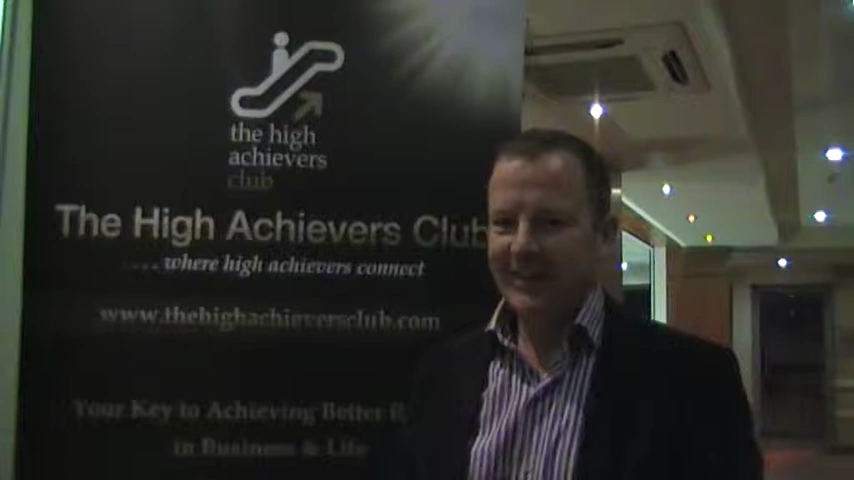 the high
achievers
club
The High Achievers Club
....where high achievers connect
www.thehighachieversclub.com
Your Key to Achieving Better
in Business & Life